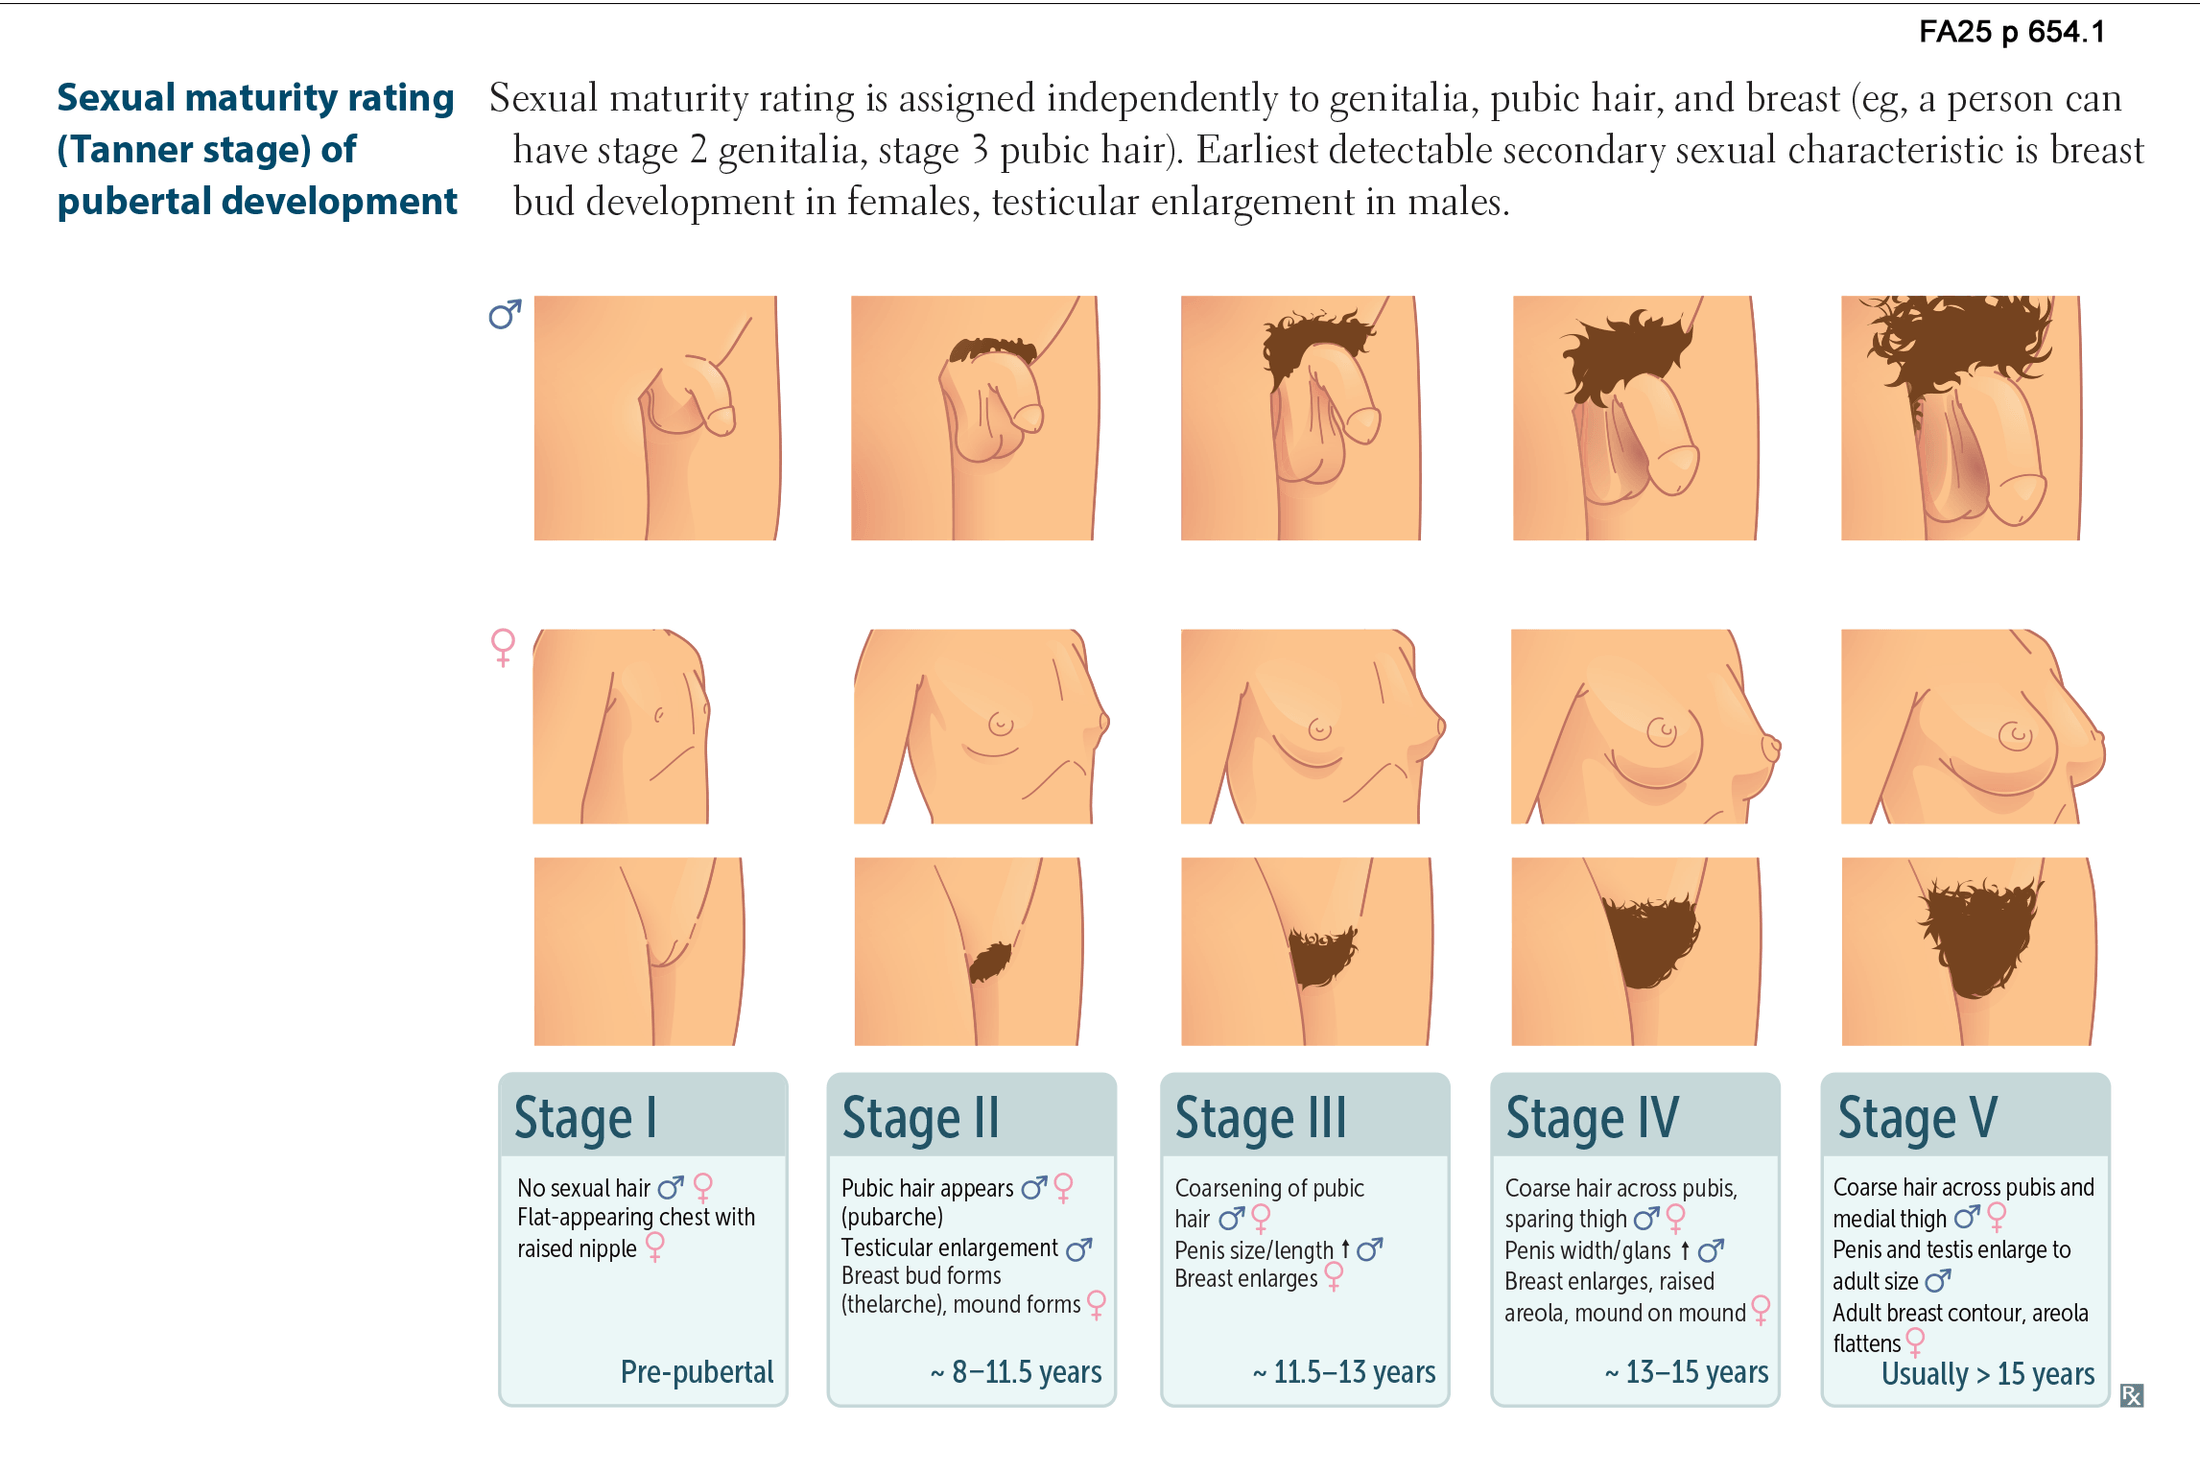 FA25 p 654.1
Sexual maturity rating
(Tanner stage) of
pubertal development
Sexual maturity rating is assigned independently to genitalia, pubic hair, and breast (eg, a person can
have stage 2 genitalia, stage 3 pubic hair). Earliest detectable secondary sexual characteristic is breast
bud development in females, testicular enlargement in males.
♂
♀
Stage I
No sexual hair ♂ ♀
Flat-appearing chest with
raised nipple ♀
Pre-pubertal
Stage II
Pubic hair appears ♂ ♀
(pubarche)
Testicular enlargement ♂
Breast bud forms
(thelarche), mound forms ♀
~ 8–11.5 years
Stage III
Coarsening of pubic
hair ♂ ♀
Penis size/length ↑ ♂
Breast enlarges ♀
~ 11.5–13 years
Stage IV
Coarse hair across pubis,
sparing thigh ♂ ♀
Penis width/glans ↑ ♂
Breast enlarges, raised
areola, mound on mound ♀
~ 13–15 years
Stage V
Coarse hair across pubis and
medial thigh ♂ ♀
Penis and testis enlarge to
adult size ♂
Adult breast contour, areola
flattens ♀
Usually > 15 years
Rx